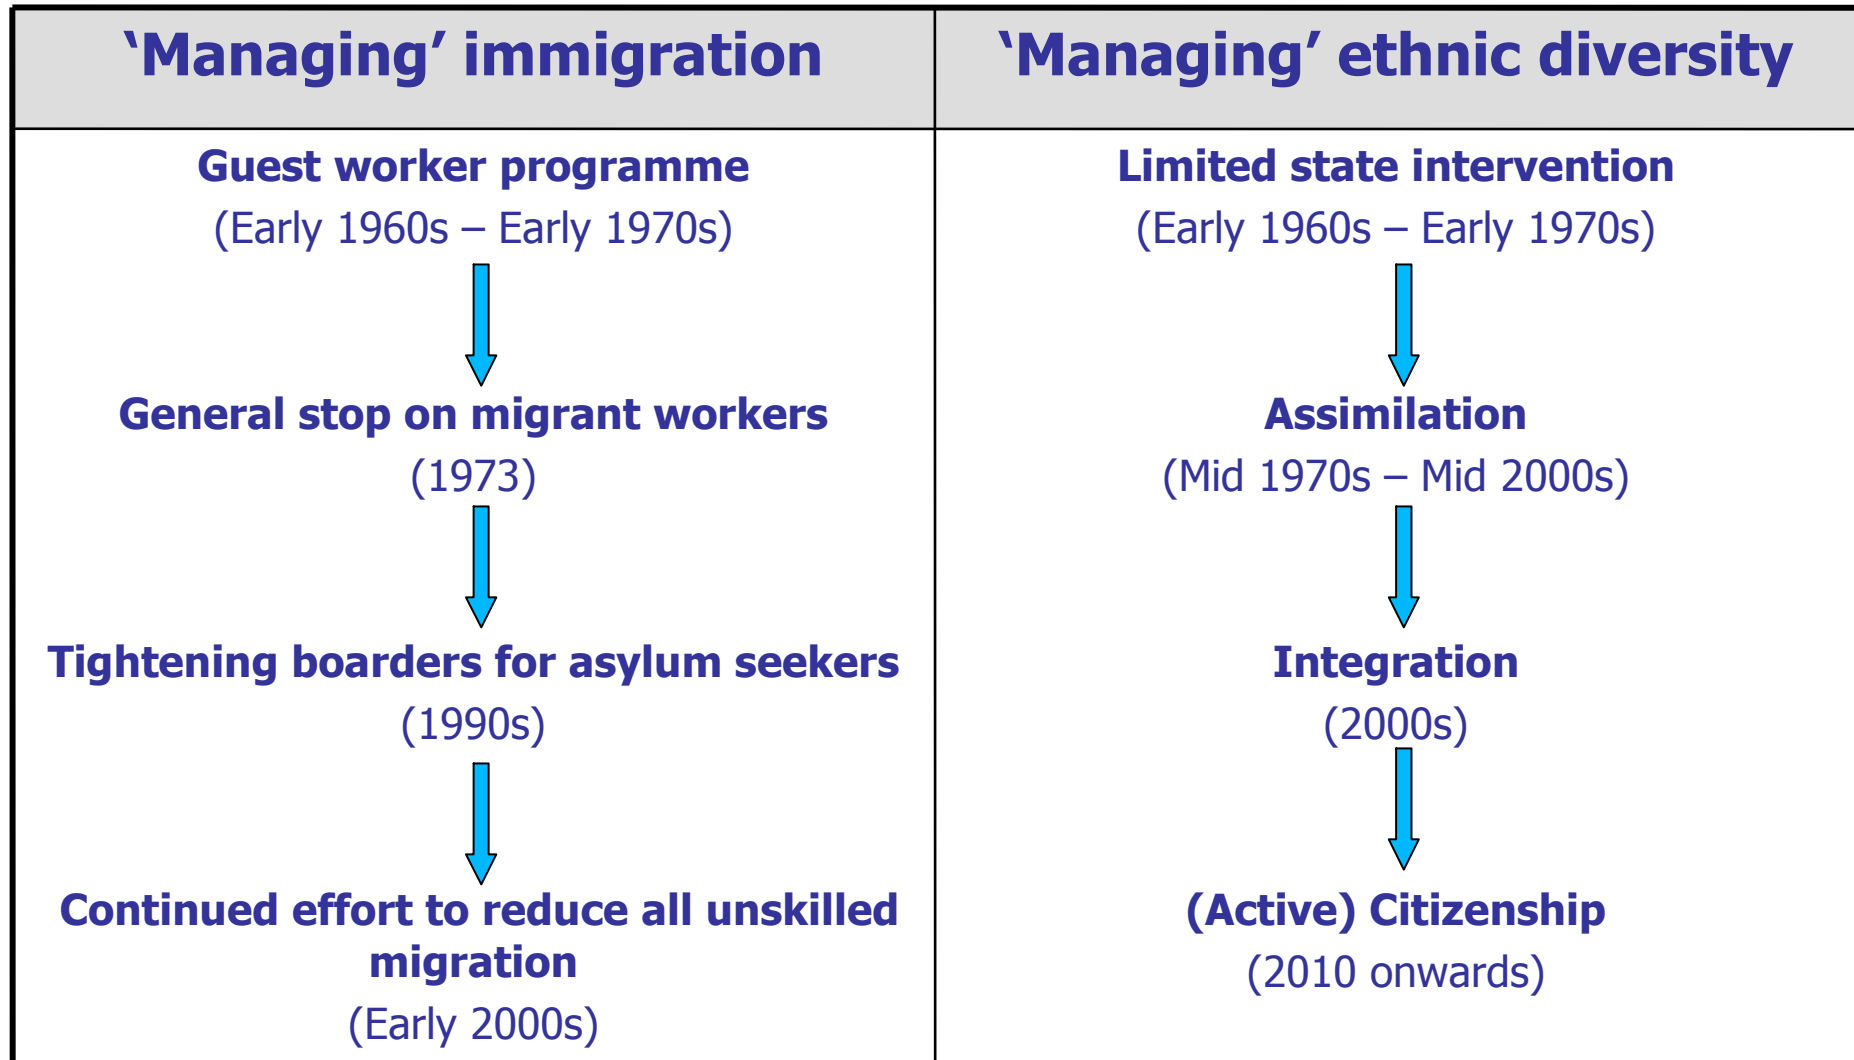 ‘Managing’ immigration
Guest worker programme
(Early 1960s – Early 1970s)
General stop on migrant workers
(1973)
Tightening boarders for asylum seekers
(1990s)
Continued effort to reduce all unskilled
migration
(Early 2000s)
‘Managing’ ethnic diversity
Limited state intervention
(Early 1960s – Early 1970s)
Assimilation
(Mid 1970s – Mid 2000s)
Integration
(2000s)
(Active) Citizenship
(2010 onwards)